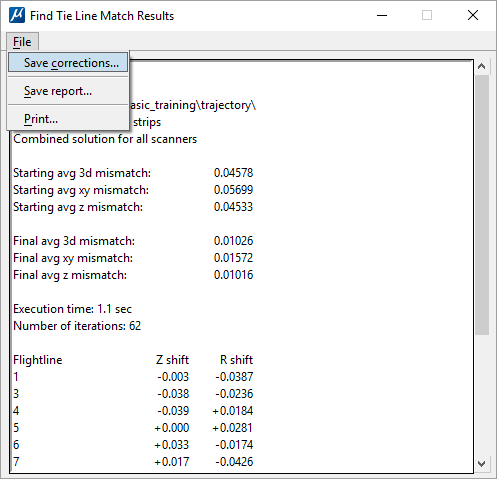 μ Find Tie Line Match Results
File
Save corrections...
Save report...
Print...
asic_training\trajectory\
strips
Combined solution for all scanners
Starting avg 3d mismatch: 0.04578
Starting avg xy mismatch: 0.05699
Starting avg z mismatch: 0.04533
Final avg 3d mismatch: 0.01026
Final avg xy mismatch: 0.01572
Final avg z mismatch: 0.01016
Execution time: 1.1 sec
Number of iterations: 62
Flightline Z shift R shift
1 -0.003 -0.0387
3 -0.038 -0.0236
4 -0.039 +0.0184
5 +0.000 +0.0281
6 +0.033 -0.0174
7 +0.017 -0.0426